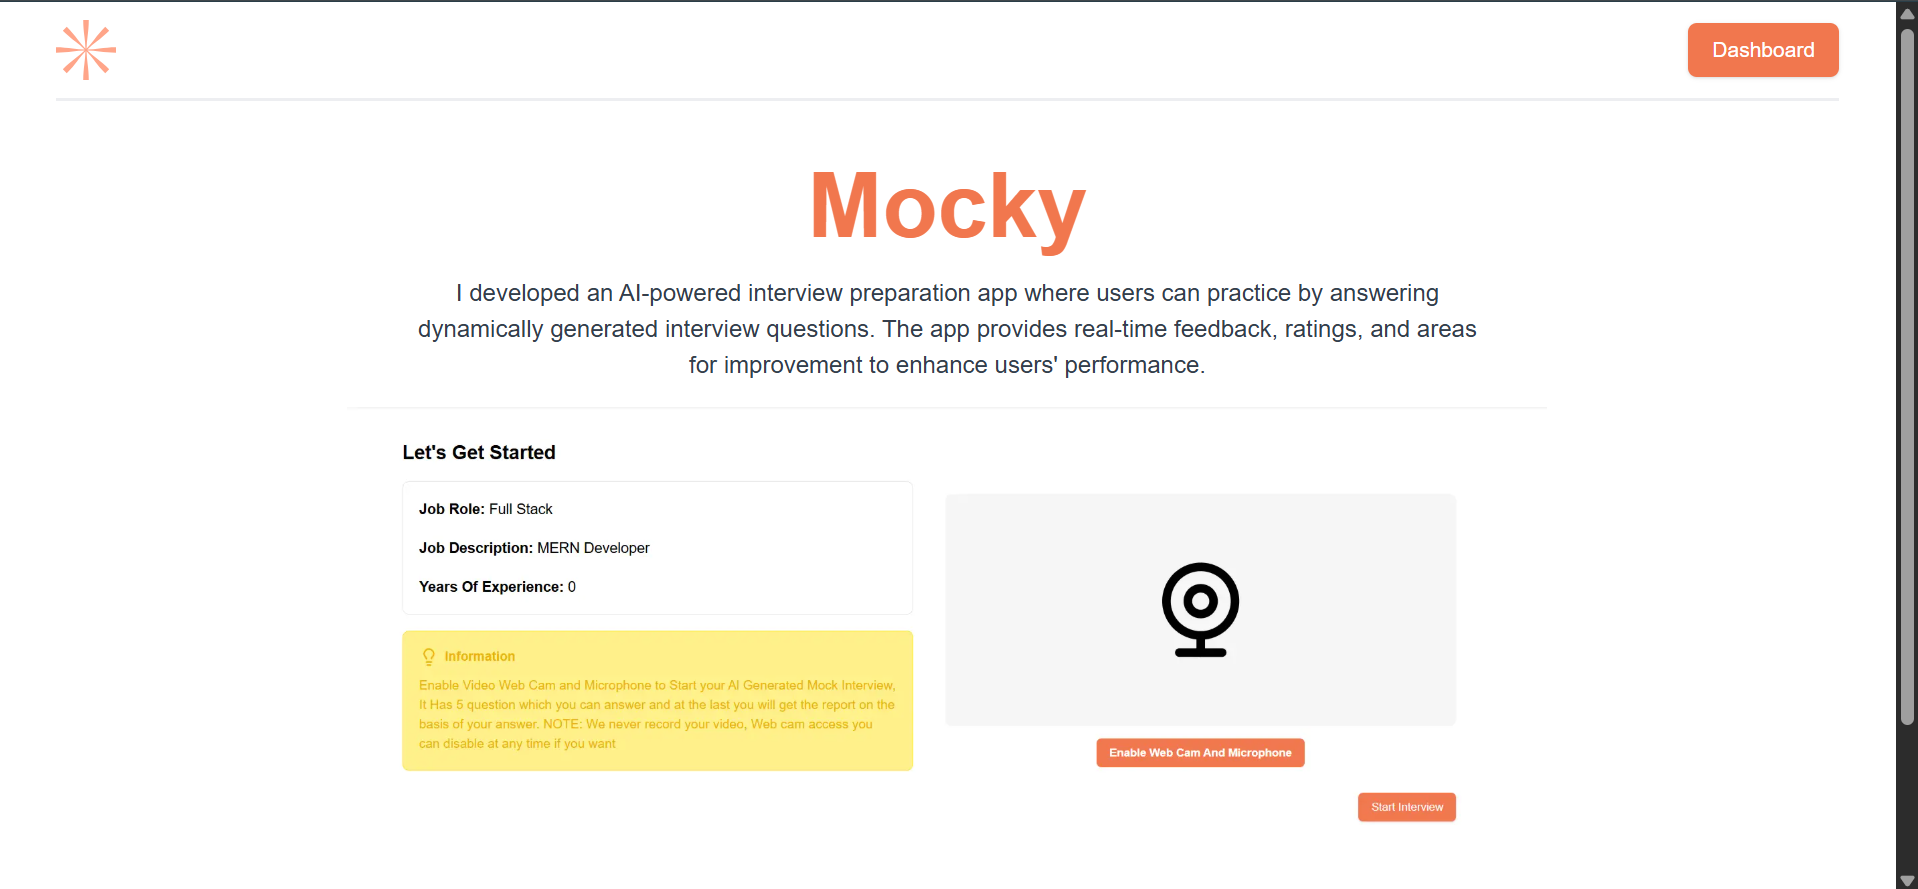 Dashboard
Mocky
I developed an AI-powered interview preparation app where users can practice by answering
dynamically generated interview questions. The app provides real-time feedback, ratings, and areas
for improvement to enhance users' performance.
Let's Get Started
Job Role: Full Stack
Job Description: MERN Developer
Years Of Experience: 0
Information
Enable Video Web Cam and Microphone to Start your AI Generated Mock Interview,
It Has 5 question which you can answer and at the last you will get the report on the
basis of your answer. NOTE: We never record your video, Web cam access you
can disable at any time if you want
Enable Web Cam And Microphone
Start Interview